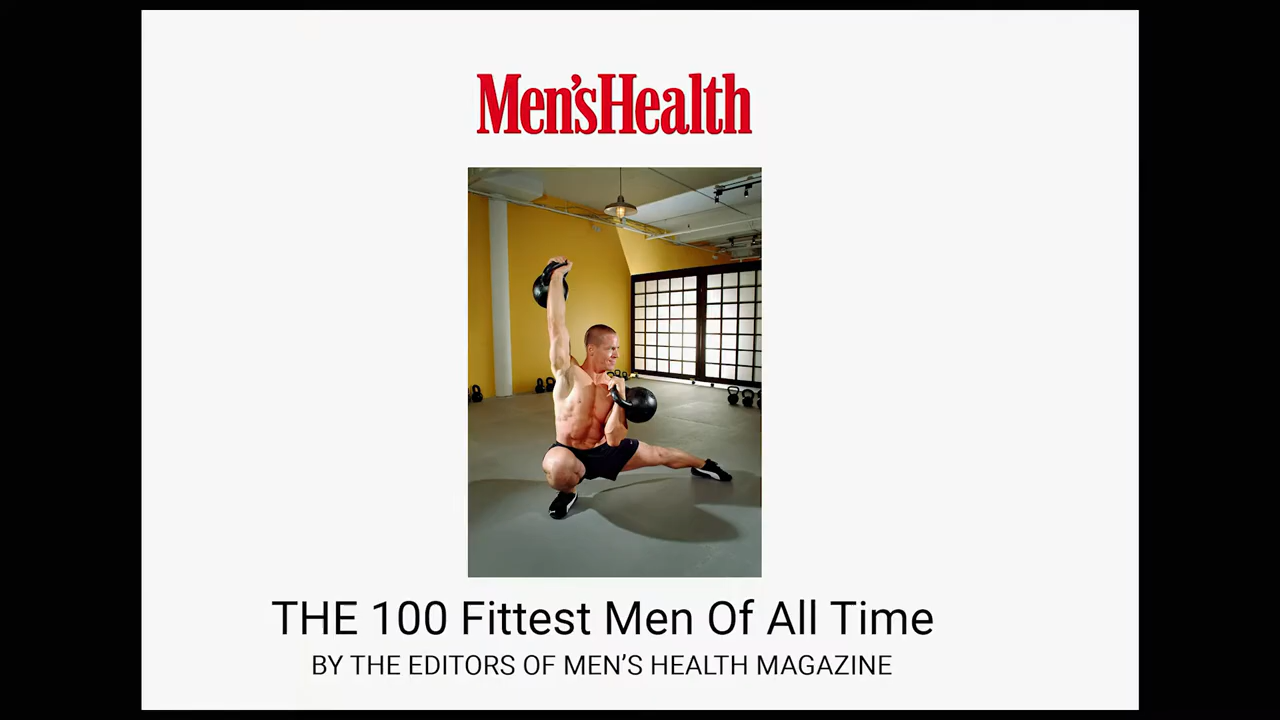 Men'sHealth
THE 100 Fittest Men Of All Time
BY THE EDITORS OF MEN'S HEALTH MAGAZINE